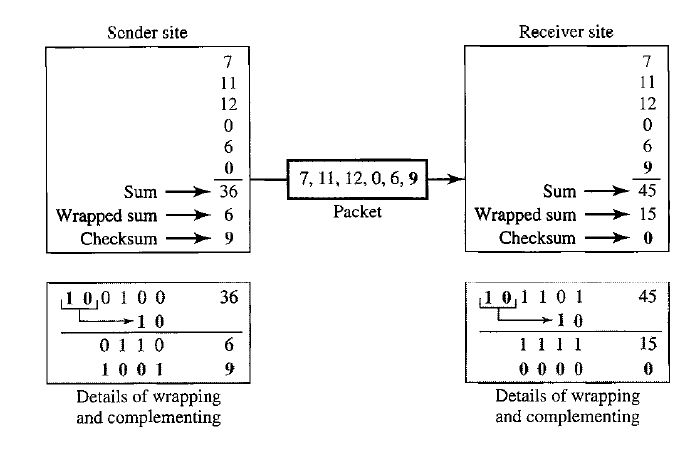 Sender site
7
11
12
0
6
0
Sum 36
Wrapped sum 6
Checksum 9
7, 11, 12, 0, 6, 9
Packet
Receiver site
7
11
12
0
6
9
Sum 45
Wrapped sum 15
Checksum 0
1 0 0 1 0 0 36
1 0
0 1 1 0 6
1 0 0 1 9
Details of wrapping
and complementing
1 0 1 1 0 1 45
1 0
1 1 1 1 15
0 0 0 0 0
Details of wrapping
and complementing